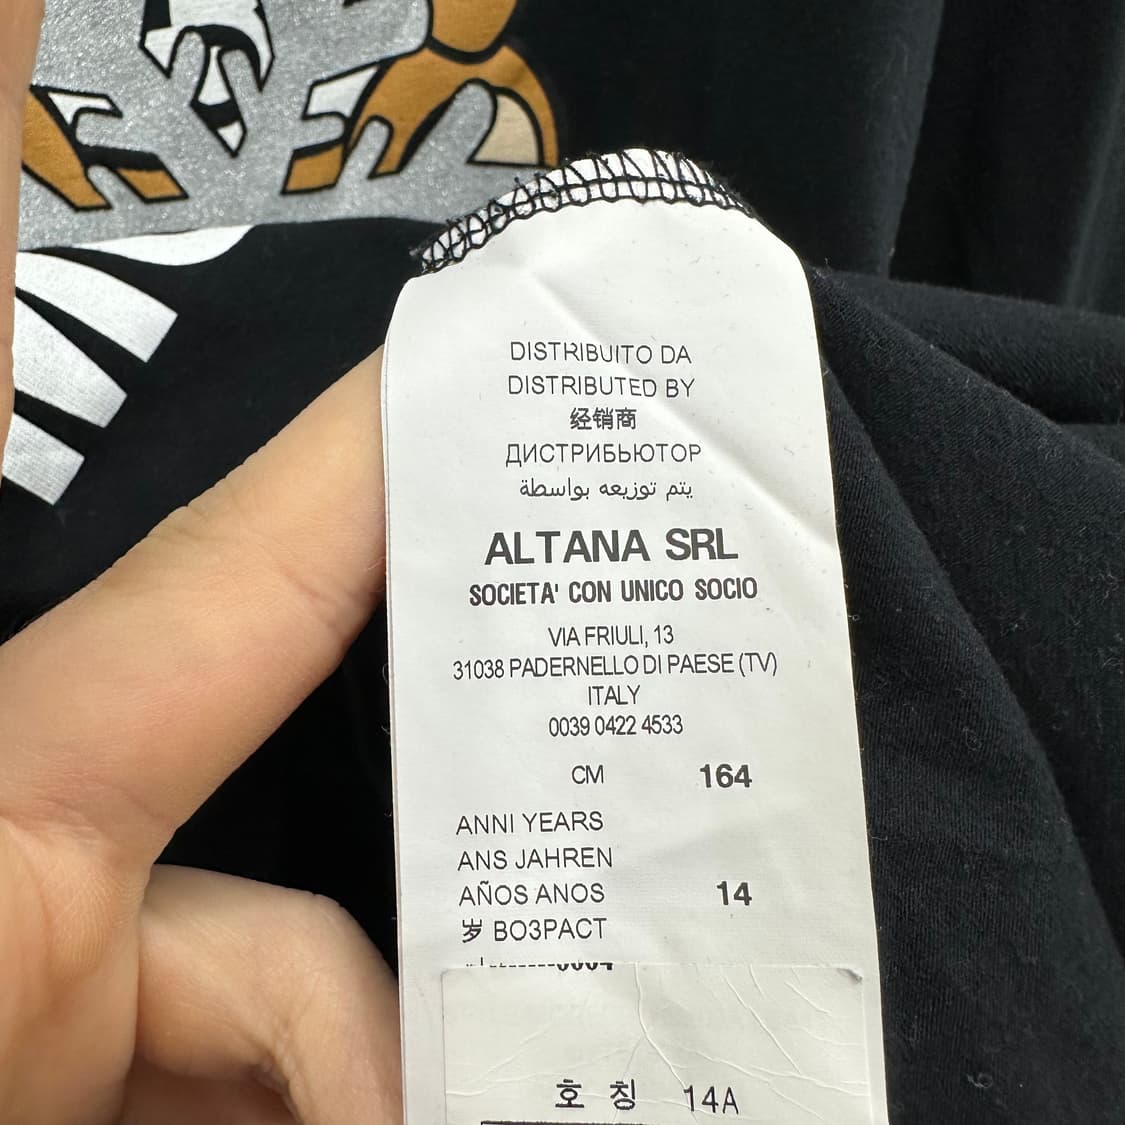 DISTRIBUITO DA
DISTRIBUTED BY
经销商
ДИСТРИБЬЮТОР
يتم توزيعه بواسطة
ALTANA SRL
SOCIETA' CON UNICO SOCIO
VIA FRIULI, 13
31038 PADERNELLO DI PAESE (TV)
ITALY
0039 0422 4533
CM 164
ANNI YEARS
ANS JAHREN
AÑOS ANOS 14
岁 ВОЗРАСТ
호 칭 14A